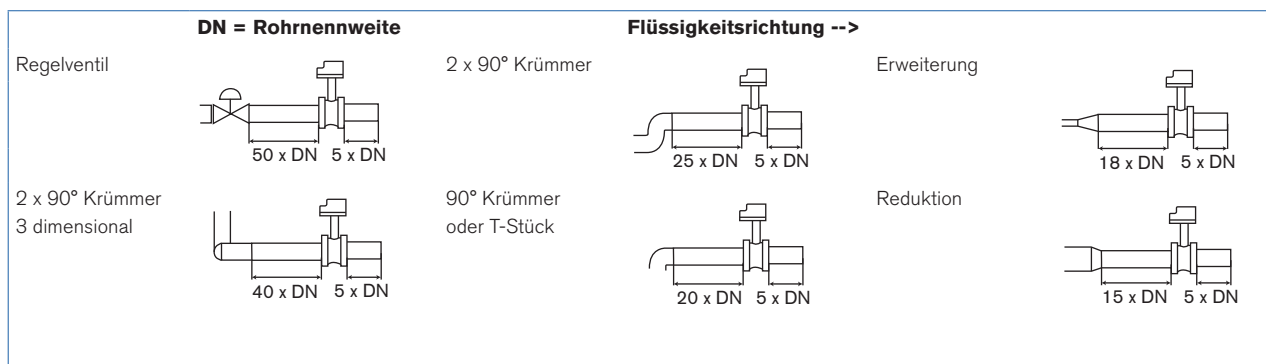 DN = Rohrnennweite
Flüssigkeitsrichtung -->
Regelventil
50 x DN 5 x DN
2 x 90° Krümmer
25 x DN 5 x DN
Erweiterung
18 x DN 5 x DN
2 x 90° Krümmer
3 dimensional
40 x DN 5 x DN
90° Krümmer
oder T-Stück
20 x DN 5 x DN
Reduktion
15 x DN 5 x DN